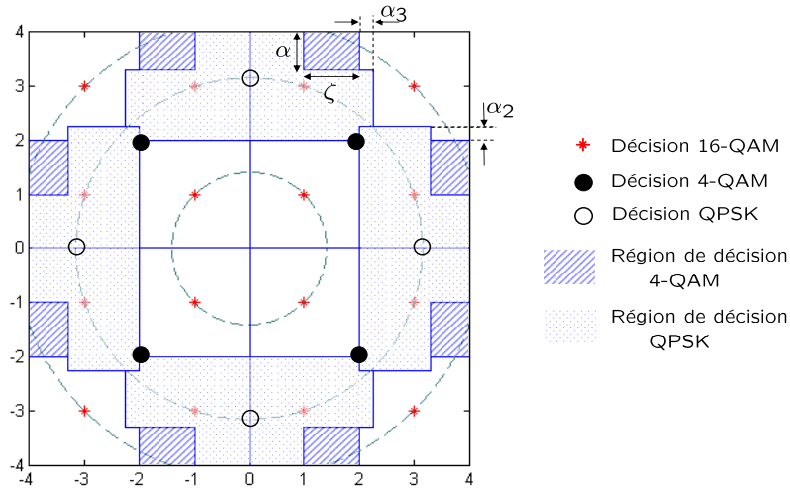 α3
4
α
3
ζ
α2
2
1
0
-1
-2
-3
-4
-4 -3 -2 -1 0 1 2 3 4
Décision 16-QAM
Décision 4-QAM
Décision QPSK
Région de décision
4-QAM
Région de décision
QPSK